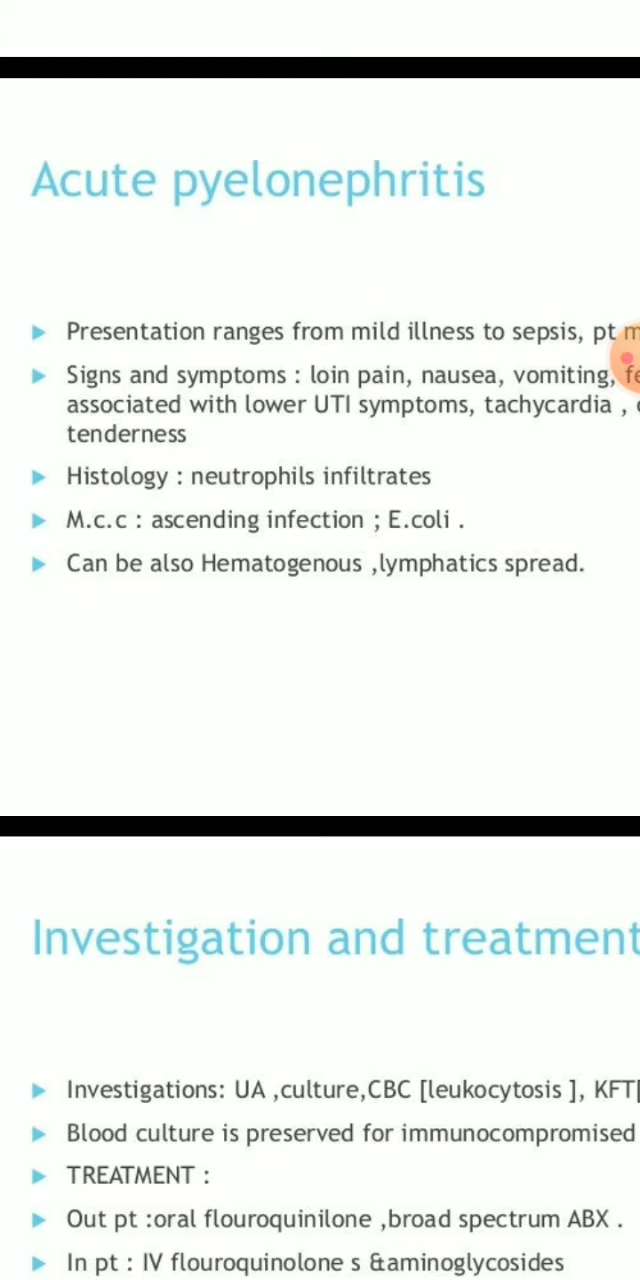 Acute pyelonephritis
Presentation ranges from mild illness to sepsis, pt
Signs and symptoms : loin pain, nausea, vomiting,
associated with lower UTI symptoms, tachycardia ,
tenderness
Histology : neutrophils infiltrates
M.c.c : ascending infection ; E.coli .
Can be also Hematogenous ,lymphatics spread.
Investigation and treatment
Investigations: UA ,culture,CBC [leukocytosis ], KFT[
Blood culture is preserved for immunocompromised
TREATMENT :
Out pt :oral flouroquinilone ,broad spectrum ABX .
In pt : IV flouroquinolone s &aminoglycosides